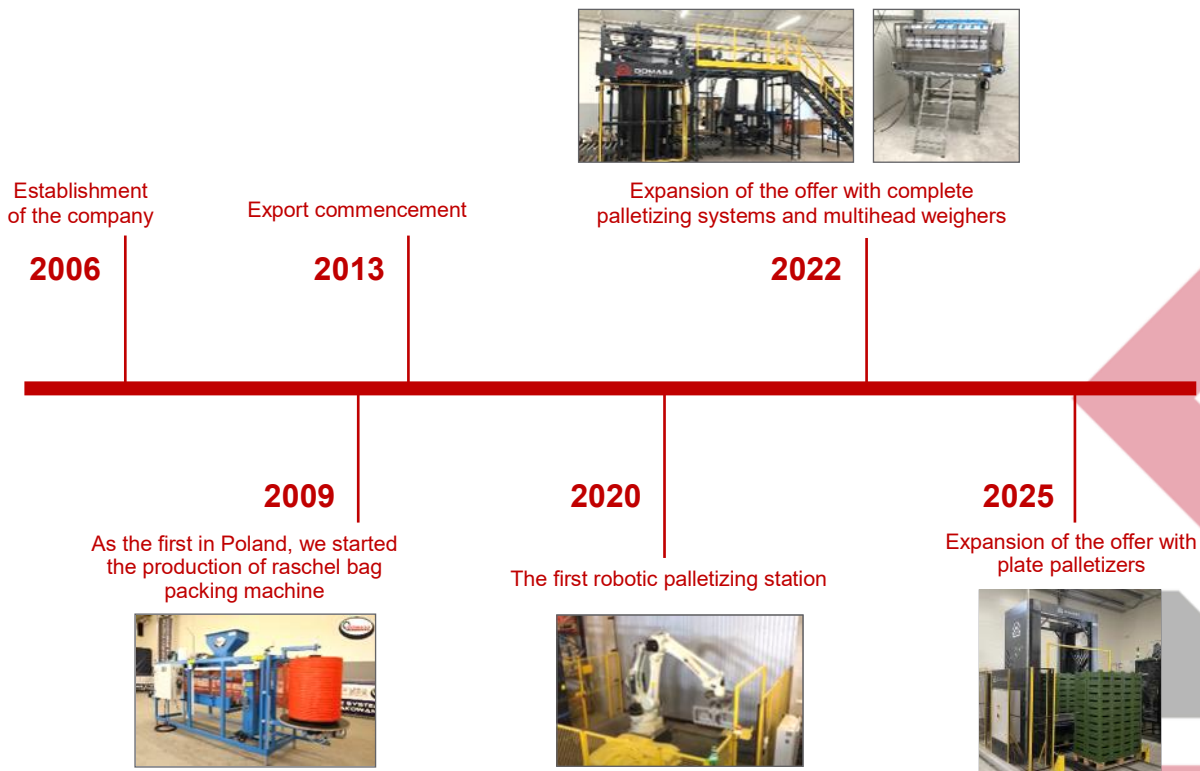 Establishment
of the company
2006
Export commencement
2013
DOMASZ
Expansion of the offer with complete
palletizing systems and multihead weighers
2022
2009
As the first in Poland, we started
the production of raschel bag
packing machine
2020
The first robotic palletizing station
2025
Expansion of the offer with
plate palletizers